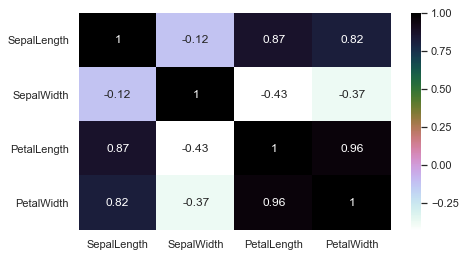 SepalLength 1 -0.12 0.87 0.82
SepalWidth -0.12 1 -0.43 -0.37
PetalLength 0.87 -0.43 1 0.96
PetalWidth 0.82 -0.37 0.96 1
SepalLength SepalWidth PetalLength PetalWidth
1.00
0.75
0.50
0.25
0.00
-0.25